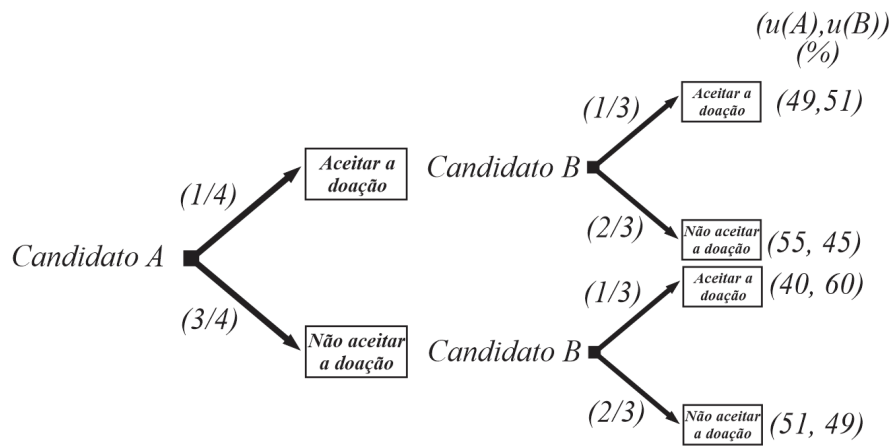 (u(A),u(B))
(%)
Aceitar a
doação
(49,51)
(1/3)
Aceitar a
doação
Candidato B
(1/4)
(2/3)
Não aceitar
a doação
(55, 45)
Candidato A
(1/3)
Aceitar a
doação
(40, 60)
(3/4)
Não aceitar
a doação
Candidato B
(2/3)
Não aceitar
a doação
(51, 49)